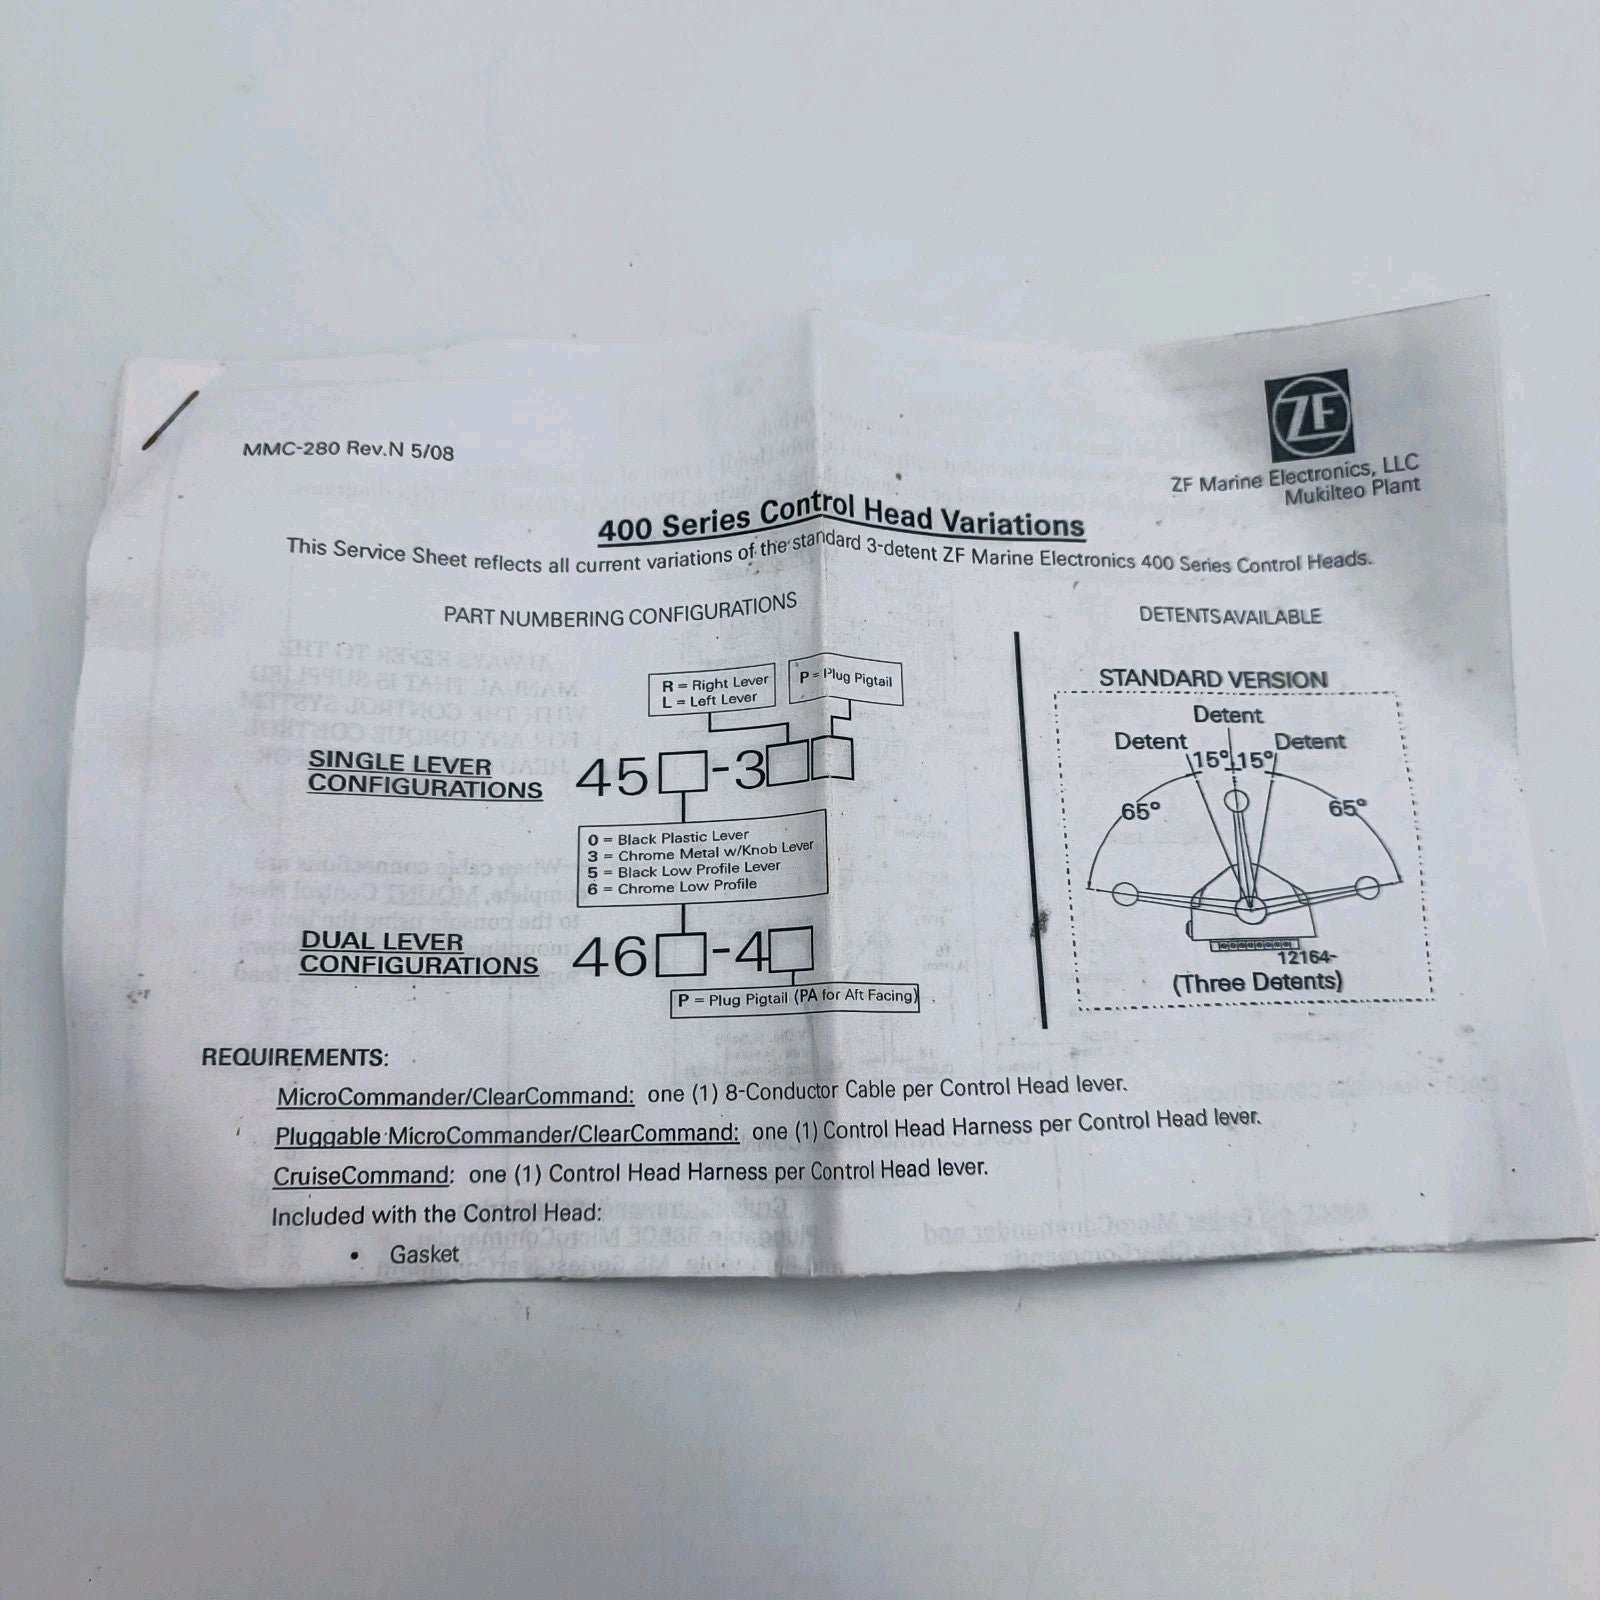 MMC-280 Rev.N 5/08
ZF
ZF Marine Electronics, LLC
Mukilteo Plant
400 Series Control Head Variations
This Service Sheet reflects all current variations of the standard 3-detent ZF Marine Electronics 400 Series Control Heads.
PART NUMBERING CONFIGURATIONS
R = Right Lever
L = Left Lever
P = Plug Pigtail
SINGLE LEVER
CONFIGURATIONS
45□-3□□
0 = Black Plastic Lever
3 = Chrome Metal w/Knob Lever
5 = Black Low Profile Lever
6 = Chrome Low Profile
DUAL LEVER
CONFIGURATIONS
46□-4□
P = Plug Pigtail (PA for Aft Facing)
DETENTSAVAILABLE
STANDARD VERSION
Detent
Detent
Detent
15°
15°
65°
65°
12164-
(Three Detents)
REQUIREMENTS:
MicroCommander/ClearCommand: one (1) 8-Conductor Cable per Control Head lever.
Pluggable MicroCommander/ClearCommand: one (1) Control Head Harness per Control Head lever.
CruiseCommand: one (1) Control Head Harness per Control Head lever.
Included with the Control Head:
• Gasket